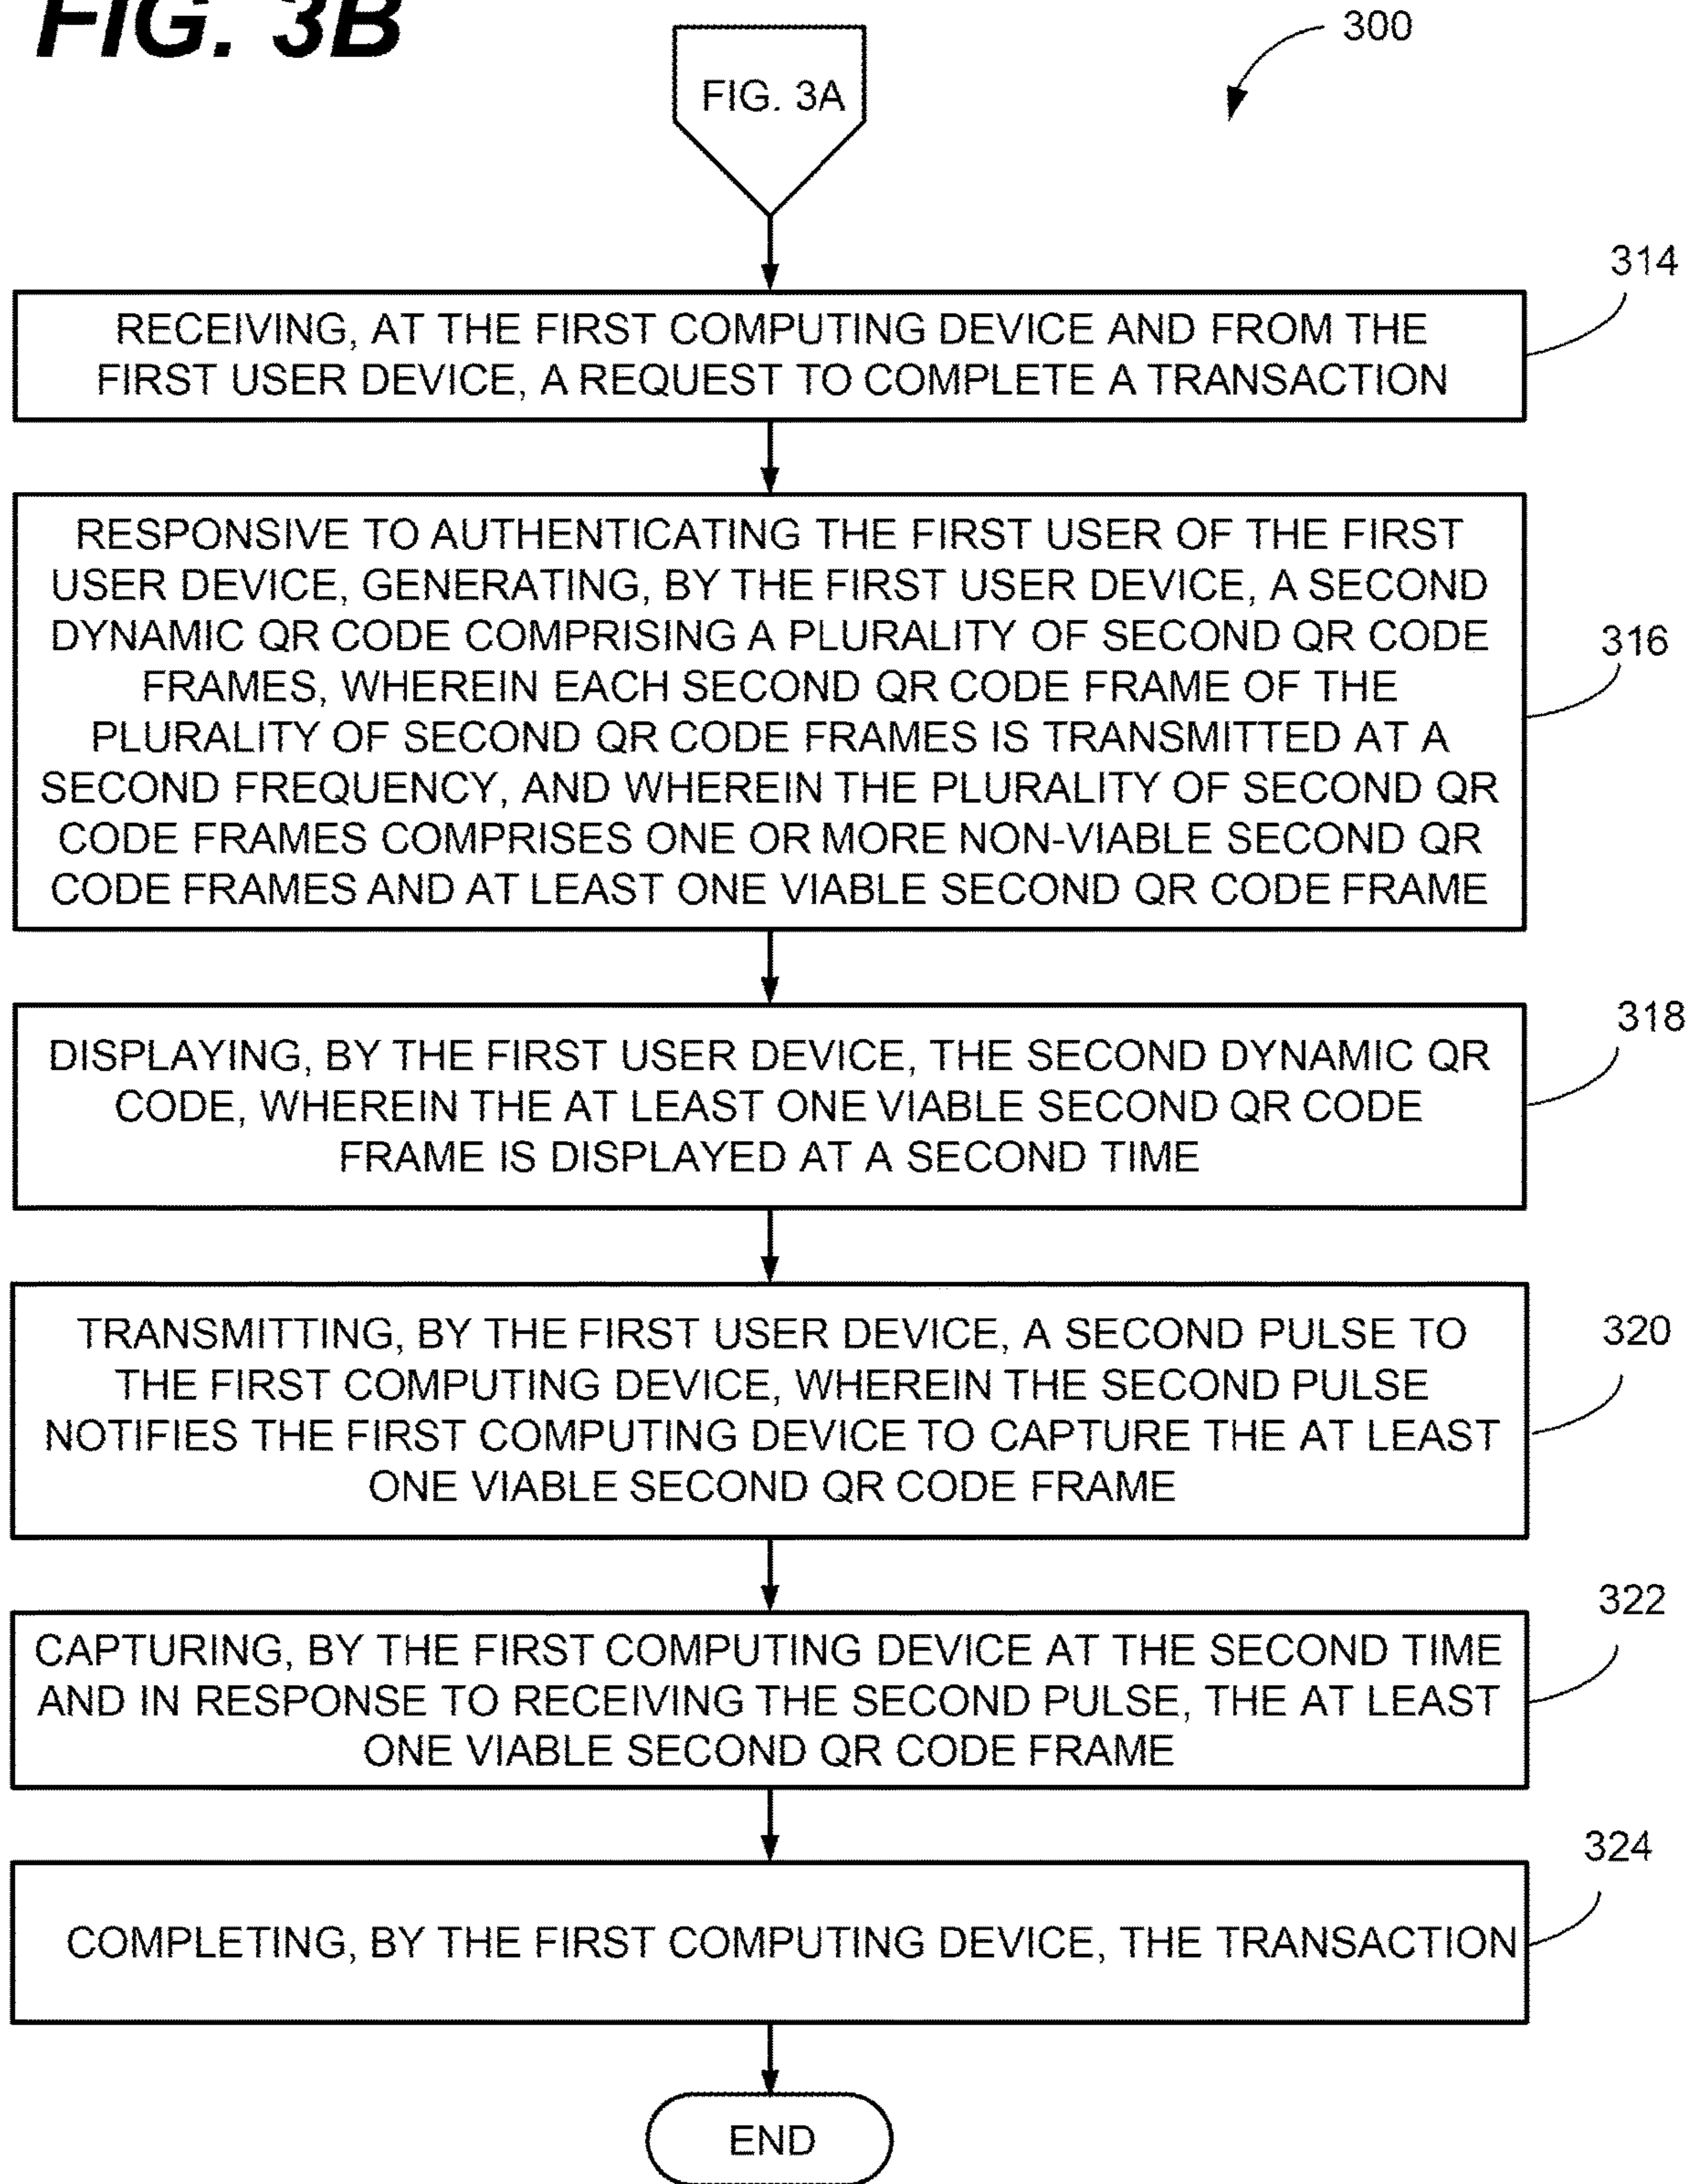 FIG. 3B
300
FIG. 3A
314
RECEIVING, AT THE FIRST COMPUTING DEVICE AND FROM THE
FIRST USER DEVICE, A REQUEST TO COMPLETE A TRANSACTION
RESPONSIVE TO AUTHENTICATING THE FIRST USER OF THE FIRST
USER DEVICE, GENERATING, BY THE FIRST USER DEVICE, A SECOND
DYNAMIC QR CODE COMPRISING A PLURALITY OF SECOND QR CODE
FRAMES, WHEREIN EACH SECOND QR CODE FRAME OF THE
PLURALITY OF SECOND QR CODE FRAMES IS TRANSMITTED AT A
SECOND FREQUENCY, AND WHEREIN THE PLURALITY OF SECOND QR
CODE FRAMES COMPRISES ONE OR MORE NON-VIABLE SECOND QR
CODE FRAMES AND AT LEAST ONE VIABLE SECOND QR CODE FRAME
316
318
DISPLAYING, BY THE FIRST USER DEVICE, THE SECOND DYNAMIC QR
CODE, WHEREIN THE AT LEAST ONE VIABLE SECOND QR CODE
FRAME IS DISPLAYED AT A SECOND TIME
320
TRANSMITTING, BY THE FIRST USER DEVICE, A SECOND PULSE TO
THE FIRST COMPUTING DEVICE, WHEREIN THE SECOND PULSE
NOTIFIES THE FIRST COMPUTING DEVICE TO CAPTURE THE AT LEAST
ONE VIABLE SECOND QR CODE FRAME
322
CAPTURING, BY THE FIRST COMPUTING DEVICE AT THE SECOND TIME
AND IN RESPONSE TO RECEIVING THE SECOND PULSE, THE AT LEAST
ONE VIABLE SECOND QR CODE FRAME
324
COMPLETING, BY THE FIRST COMPUTING DEVICE, THE TRANSACTION
END